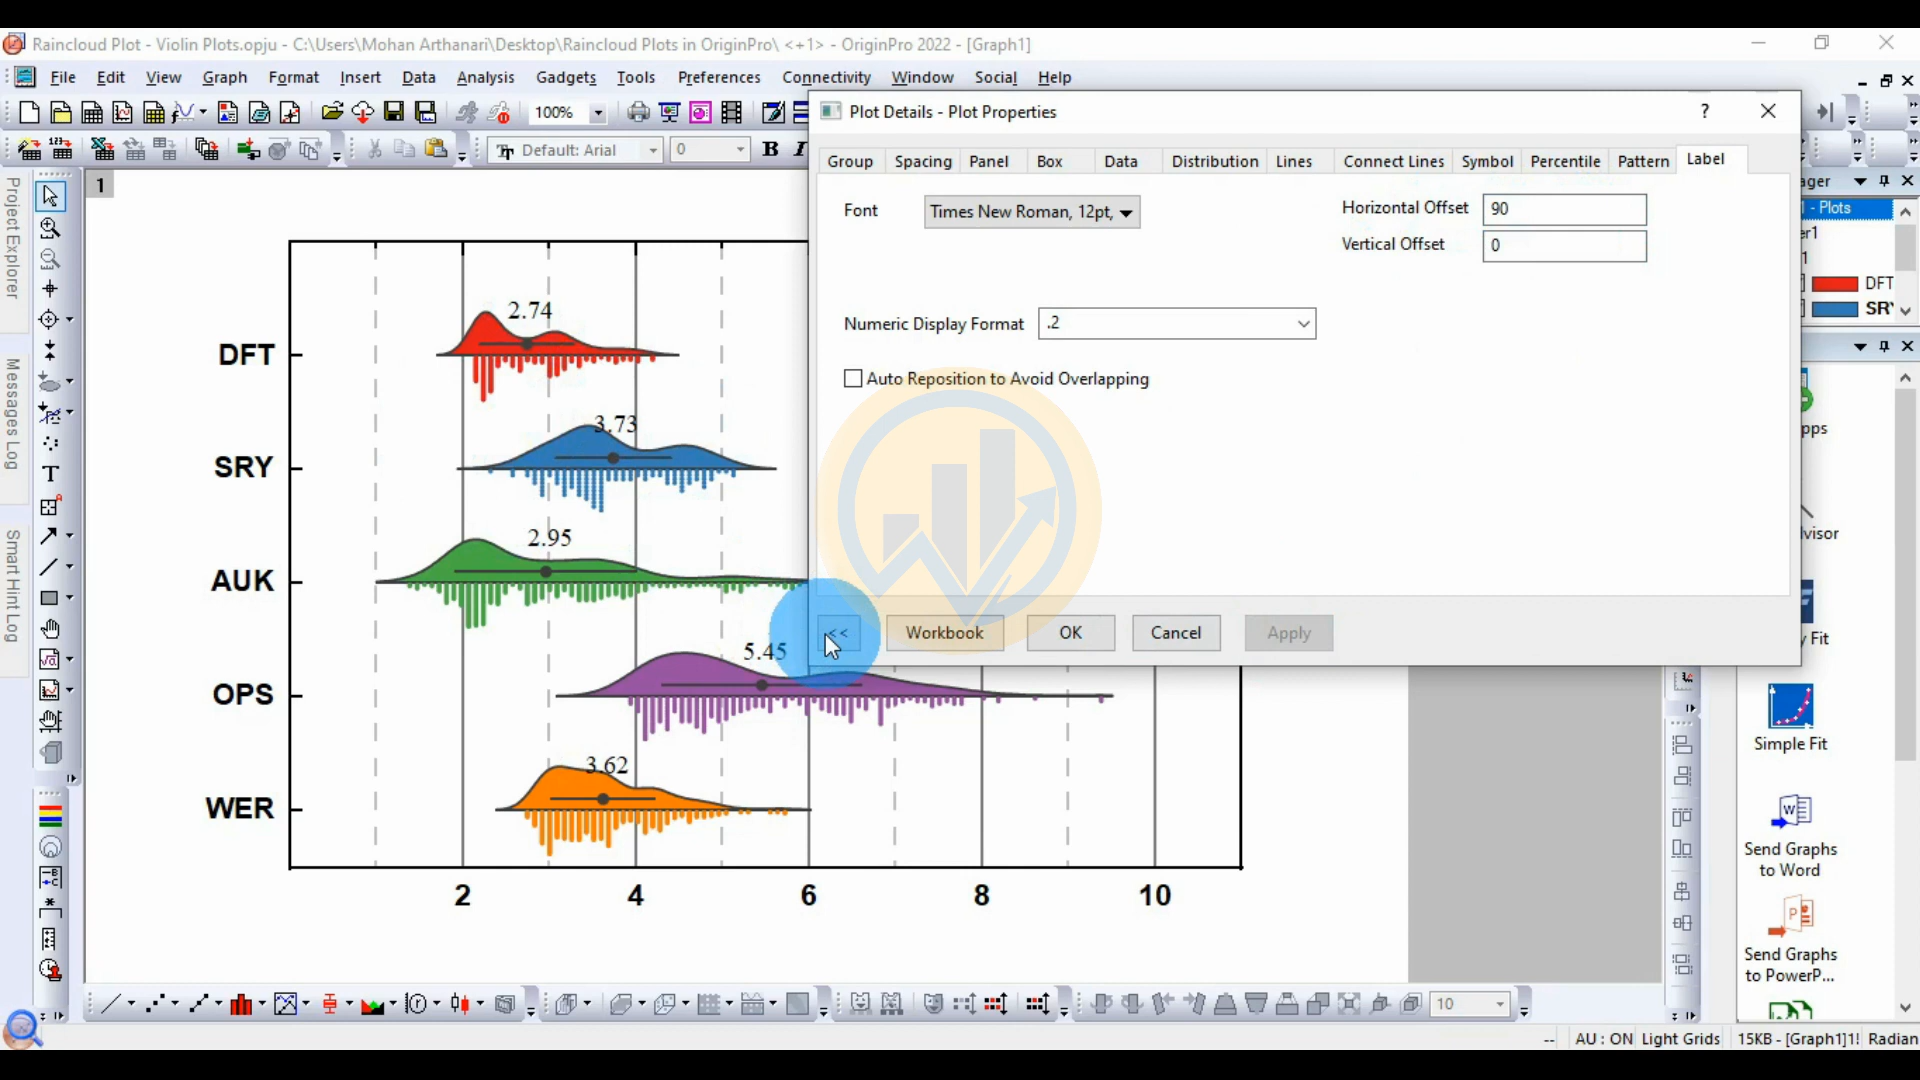 Raincloud Plot - Violin Plots.opju - C:\Users\Mohan Arthanari\Desktop\Raincloud Plots in OriginPro\ <+1> - OriginPro 2022 - [Graph1]
File Edit View Graph Format Insert Data Analysis Gadgets Tools Preferences Connectivity Window Social Help
100%
Default: Arial 0 B I
Plot Details - Plot Properties
Group Spacing Panel Box Data Distribution Lines Connect Lines Symbol Percentile Pattern Label
Font Times New Roman, 12pt,
Horizontal Offset 90
Vertical Offset 0
Numeric Display Format .2
Auto Reposition to Avoid Overlapping
<< Workbook OK Cancel Apply
Project Explorer
Messages Log
Smart Hint Log
1
DFT 2.74
SRY 3.73
AUK 2.95
OPS 5.45
WER 3.62
2 4 6 8 10
- Plots
DFT
SRY
Simple Fit
Send Graphs
to Word
Send Graphs
to PowerP...
10
-- AU : ON Light Grids 15KB - [Graph1]1! Radian